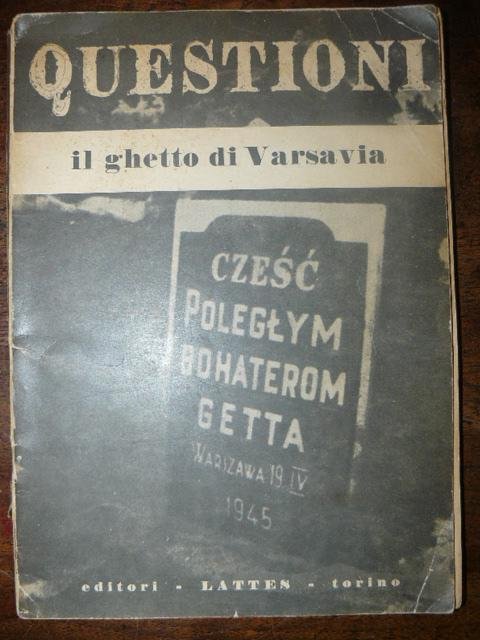 QUESTIONI
il ghetto di Varsavia
CZEŚĆ
POLEGŁYM
BOHATEROM
GETTA
WARSZAWA 19 IV
1945
editori - LATTES - torino